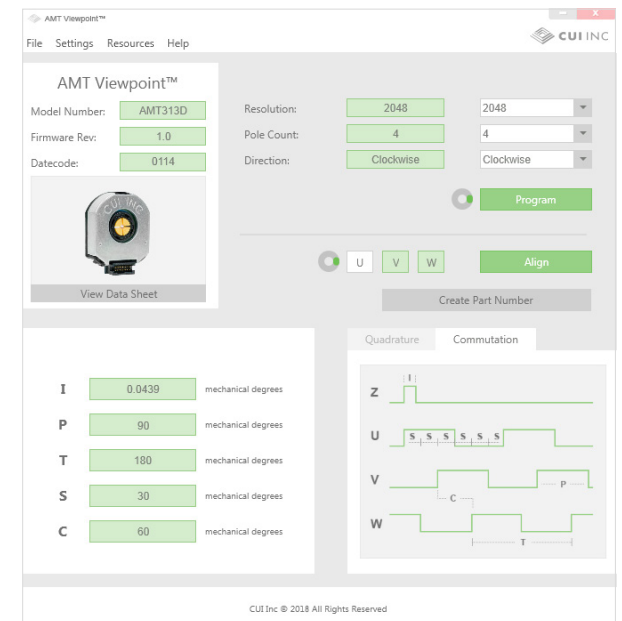 AMT Viewpoint™
x
File Settings Resources Help
CUI INC
AMT Viewpoint™
Model Number: AMT313D
Firmware Rev: 1.0
Datecode: 0114
CUI INC
View Data Sheet
Resolution: 2048 2048
Pole Count: 4 4
Direction: Clockwise Clockwise
Program
U V W Align
Create Part Number
I 0.0439 mechanical degrees
P 90 mechanical degrees
T 180 mechanical degrees
S 30 mechanical degrees
C 60 mechanical degrees
Quadrature Commutation
I
Z
U S S S S S S
V P
C
W
T
CUI Inc © 2018 All Rights Reserved